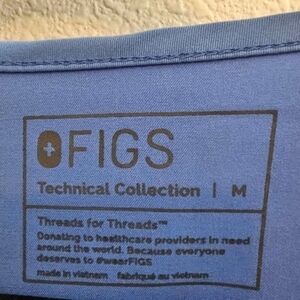 FIGS
Technical Collection | M
Threads for Threads™
Donating to healthcare providers in need
around the world. Because everyone
deserves to #wearFIGS
made in vietnam fabriqué au vietnam